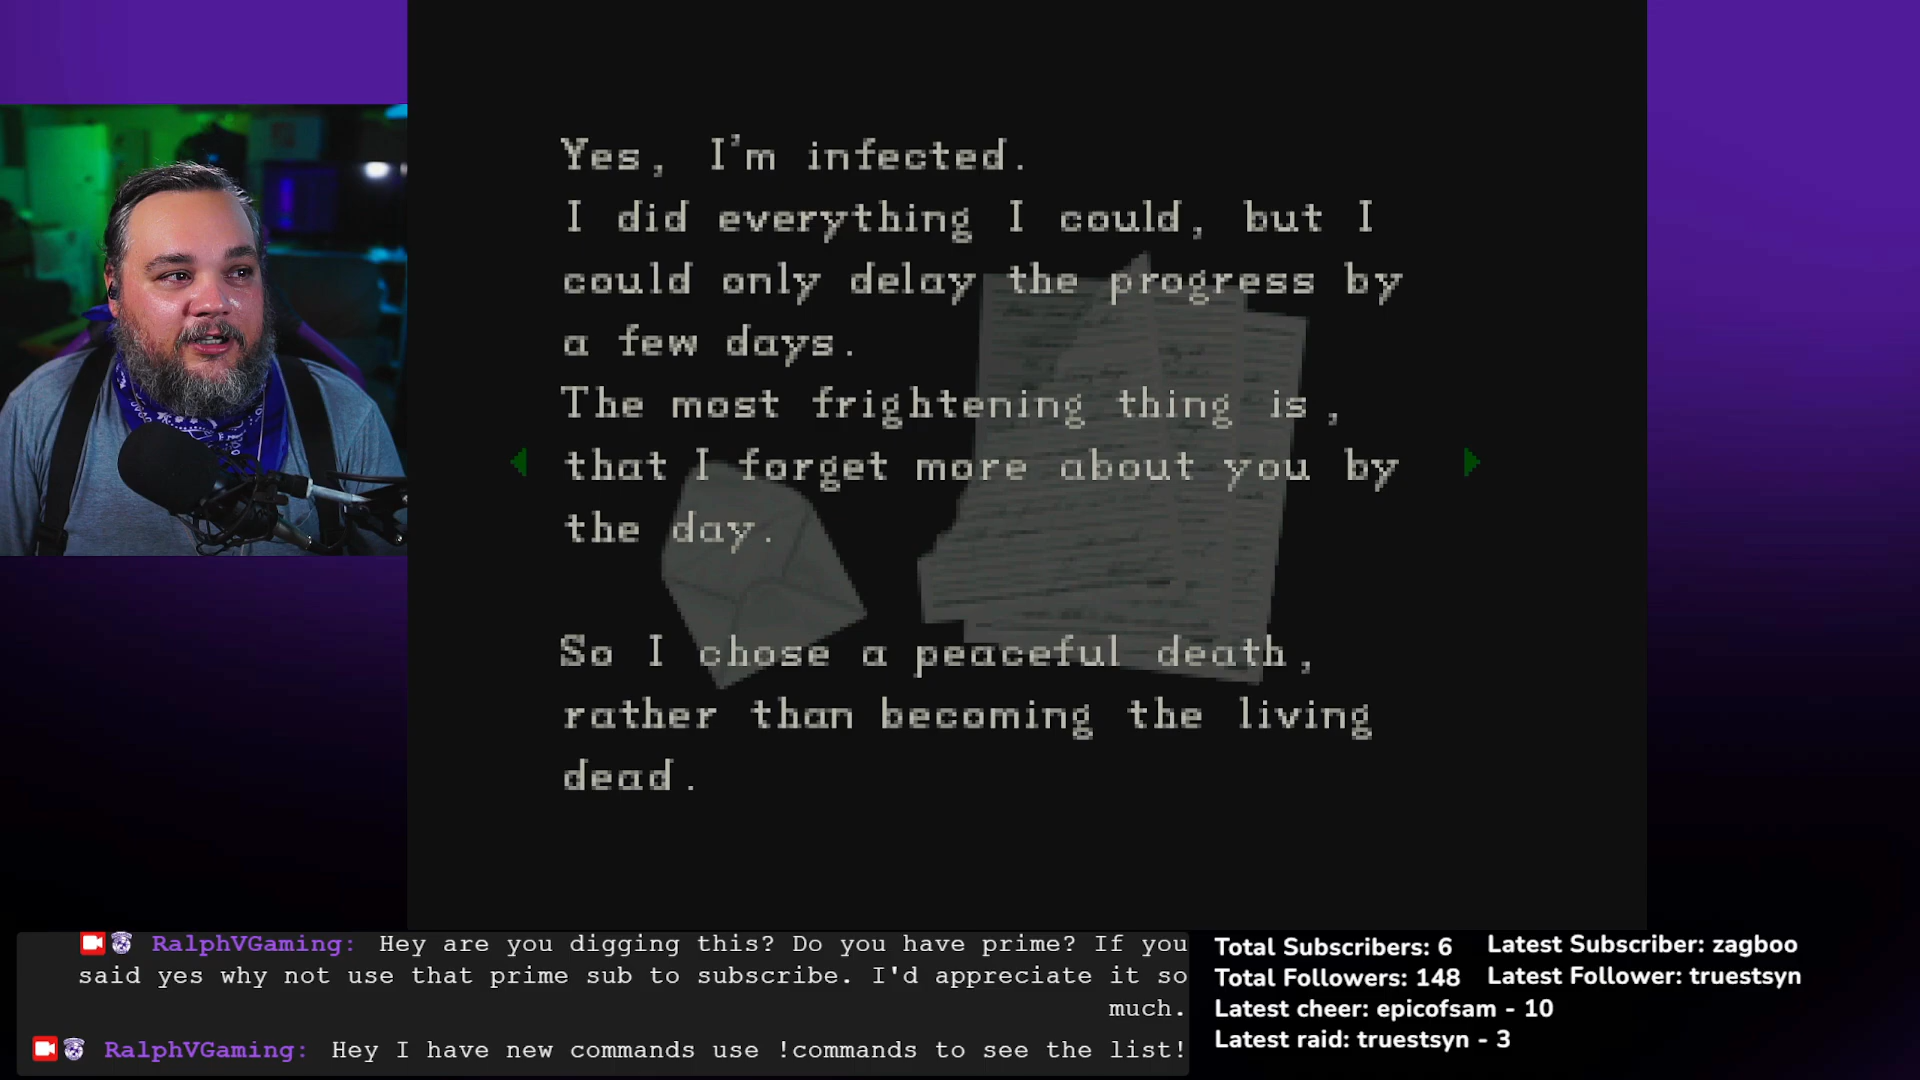 Yes, I'm infected.
I did everything I could, but I
could only delay the progress by
a few days.
The most frightening thing is,
that I forget more about you by
the day.
So I chose a peaceful death,
rather than becoming the living
dead.
RalphVGaming: Hey are you digging this? Do you have prime? If you
said yes why not use that prime sub to subscribe. I'd appreciate it so
much.
RalphVGaming: Hey I have new commands use !commands to see the list!
Total Subscribers: 6
Latest Subscriber: zagboo
Total Followers: 148
Latest Follower: truestsyn
Latest cheer: epicofsam - 10
Latest raid: truestsyn - 3